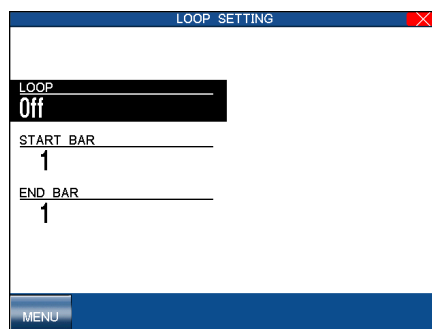 LOOP SETTING
LOOP
Off
START BAR
1
END BAR
1
MENU